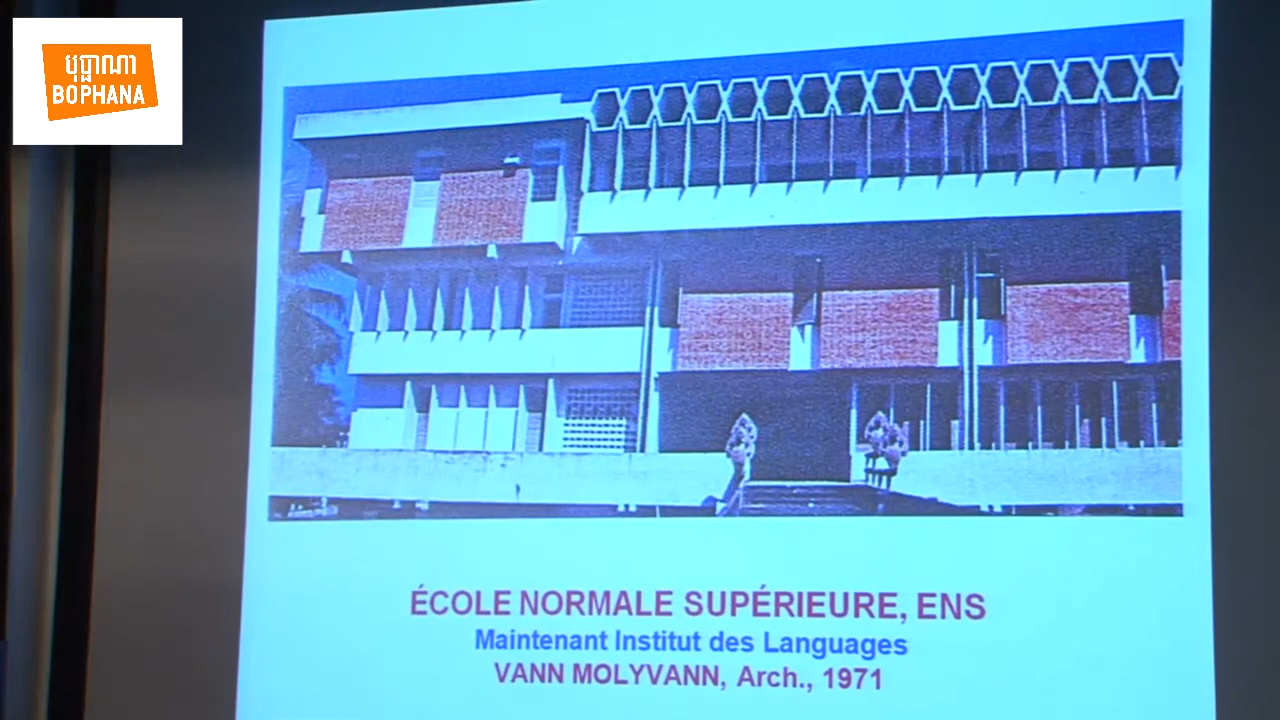 បុប្ផាណា
BOPHANA
ÉCOLE NORMALE SUPÉRIEURE, ENS
Maintenant Institut des Languages
VANN MOLYVANN, Arch., 1971